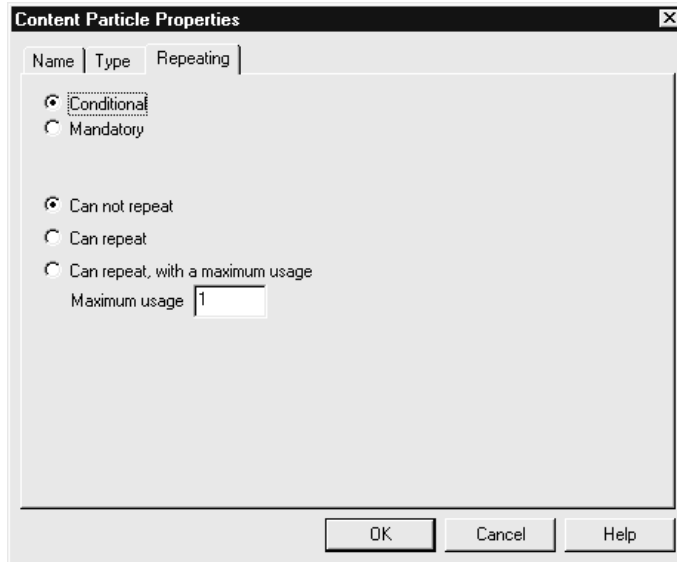 Content Particle Properties
Name Type Repeating
Conditional
Mandatory
Can not repeat
Can repeat
Can repeat, with a maximum usage
Maximum usage 1
OK Cancel Help